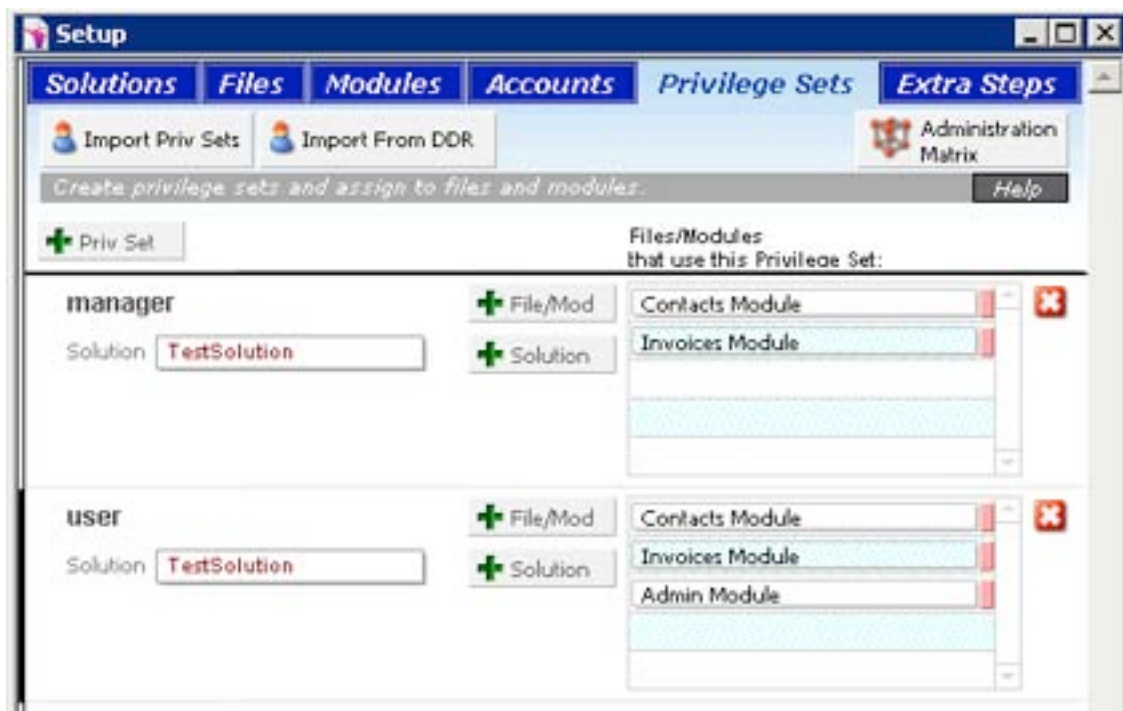 Setup
Solutions Files Modules Accounts Privilege Sets Extra Steps
Import Priv Sets Import From DDR Administration
Matrix
Create privilege sets and assign to files and modules. Help
Priv Set Files/Modules
that use this Privilege Set:
manager File/Mod Contacts Module
Solution TestSolution Solution Invoices Module
user File/Mod Contacts Module
Solution TestSolution Solution Invoices Module
Admin Module